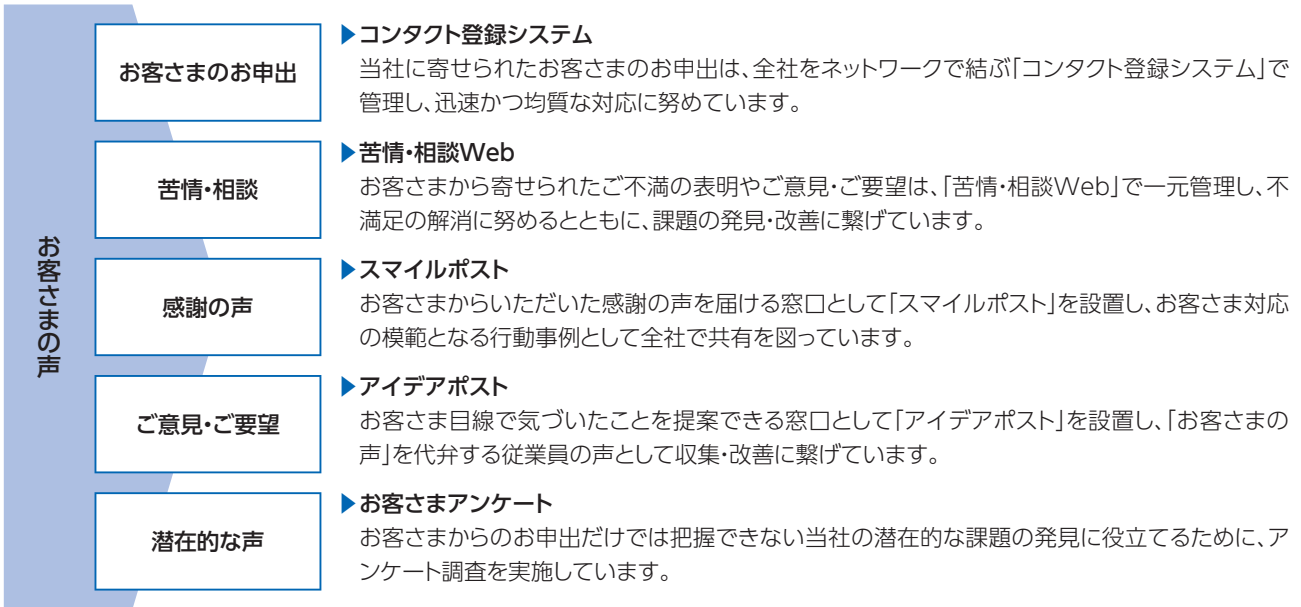 お客さまの声
お客さまのお申出
▶コンタクト登録システム
当社に寄せられたお客さまのお申出は、全社をネットワークで結ぶ「コンタクト登録システム」で
管理し、迅速かつ均質な対応に努めています。
苦情・相談
▶苦情・相談Web
お客さまから寄せられたご不満の表明やご意見・ご要望は、「苦情・相談Web」で一元管理し、不
満足の解消に努めるとともに、課題の発見・改善に繋げています。
感謝の声
▶スマイルポスト
お客さまからいただいた感謝の声を届ける窓口として「スマイルポスト」を設置し、お客さま対応
の模範となる行動事例として全社で共有を図っています。
ご意見・ご要望
▶アイデアポスト
お客さま目線で気づいたことを提案できる窓口として「アイデアポスト」を設置し、「お客さまの
声」を代弁する従業員の声として収集・改善に繋げています。
潜在的な声
▶お客さまアンケート
お客さまからのお申出だけでは把握できない当社の潜在的な課題の発見に役立てるために、ア
ンケート調査を実施しています。